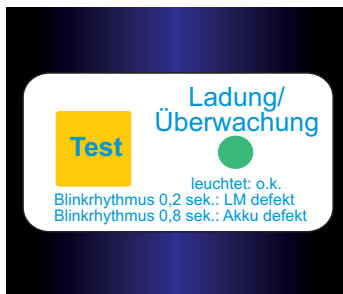 Ladung/
Überwachung
Test
leuchtet: o.k.
Blinkrhythmus 0,2 sek.: LM defekt
Blinkrhythmus 0,8 sek.: Akku defekt